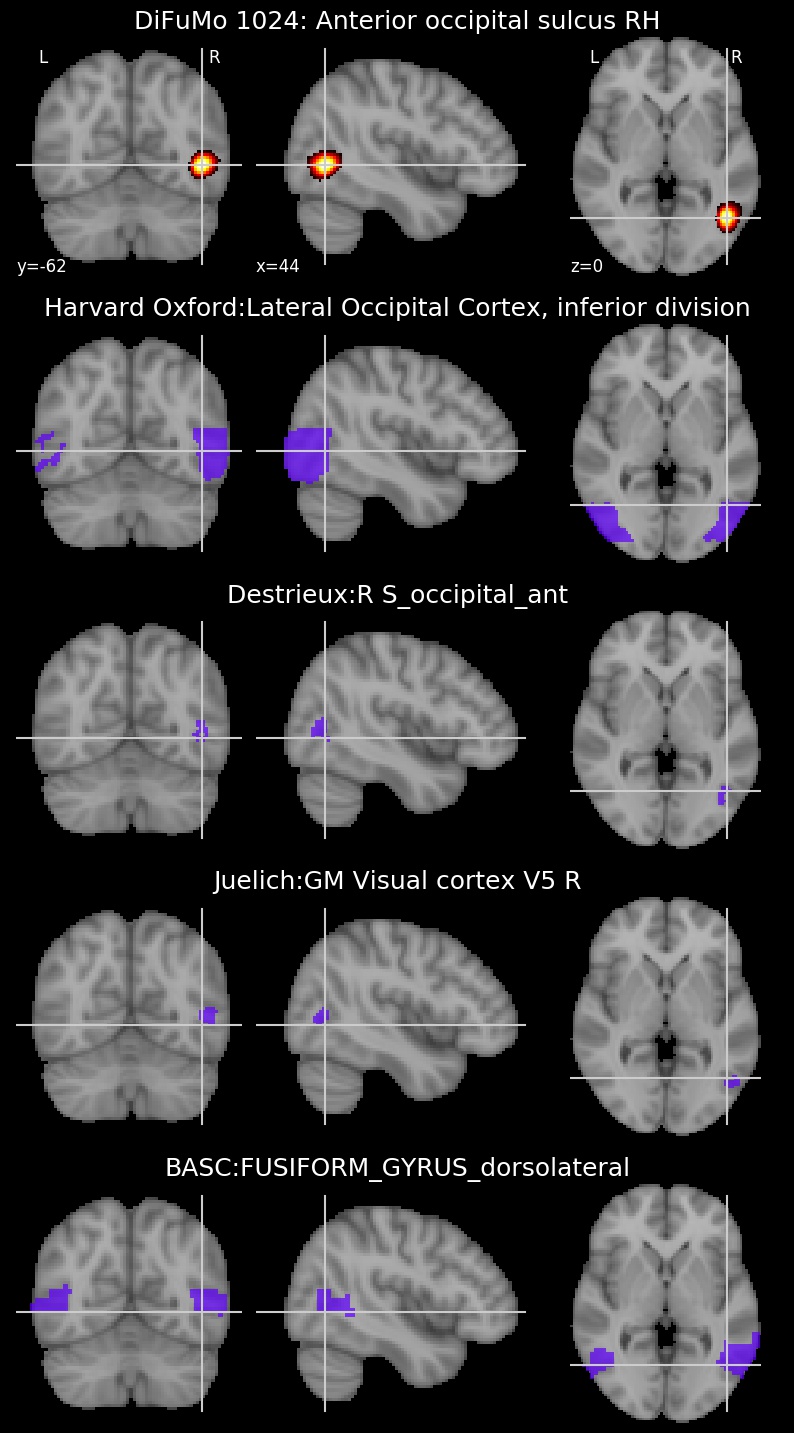 DiFuMo 1024: Anterior occipital sulcus RH
L R L R
y=-62 x=44 z=0
Harvard Oxford:Lateral Occipital Cortex, inferior division
Destrieux:R S_occipital_ant
Juelich:GM Visual cortex V5 R
BASC:FUSIFORM_GYRUS_dorsolateral